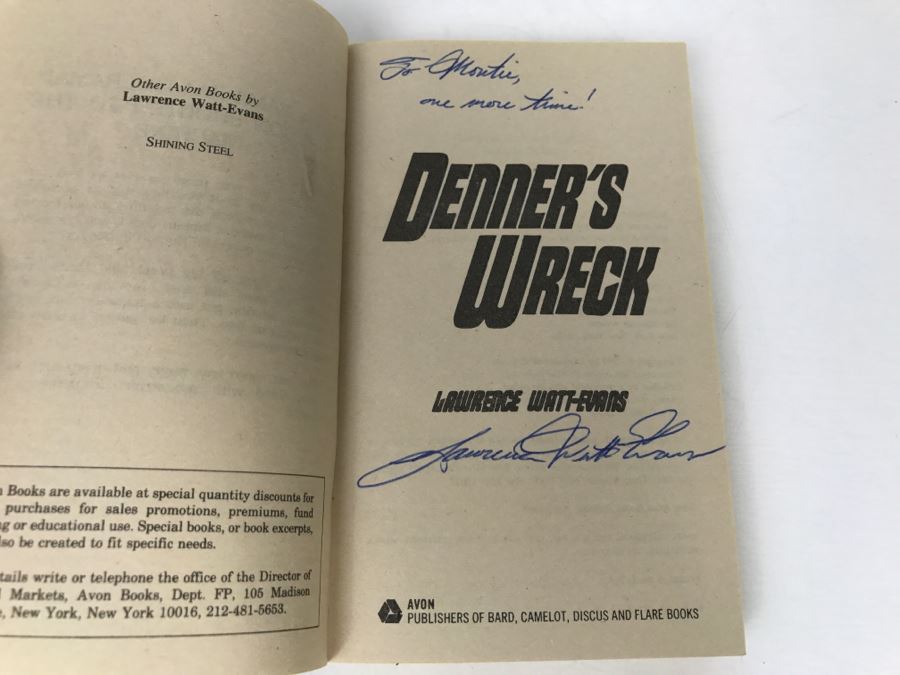 Other Avon Books by
Lawrence Watt-Evans
SHINING STEEL
n Books are available at special quantity discounts for
purchases for sales promotions, premiums, fund
g or educational use. Special books, or book excerpts,
so be created to fit specific needs.
tails write or telephone the office of the Director of
l Markets, Avon Books, Dept. FP, 105 Madison
e, New York, New York 10016, 212-481-5653.
To Montie,
one more time!
DENNER'S
WRECK
LAWRENCE WATT-EVANS
Lawrence Watt-Evans
AVON
PUBLISHERS OF BARD, CAMELOT, DISCUS AND FLARE BOOKS